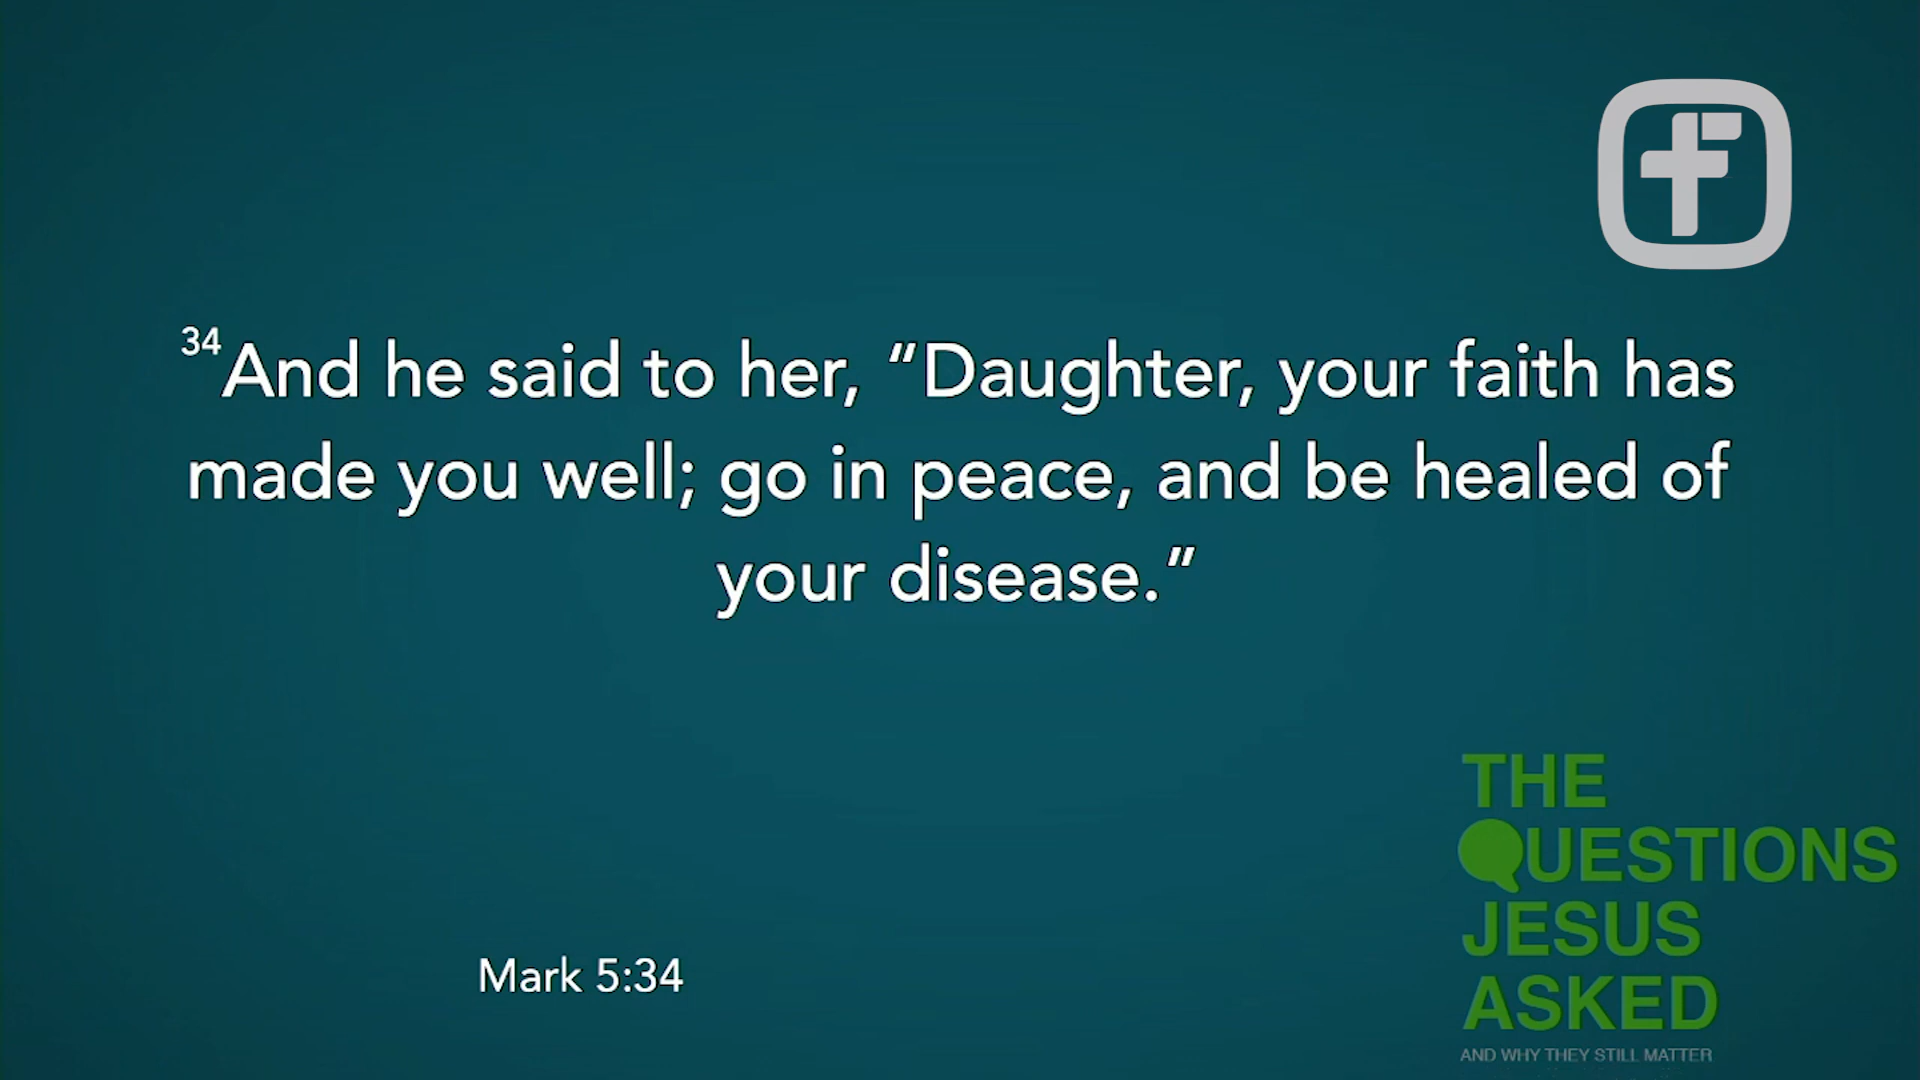 34And he said to her, “Daughter, your faith has
made you well; go in peace, and be healed of
your disease.”
Mark 5:34
THE
QUESTIONS
JESUS
ASKED
AND WHY THEY STILL MATTER